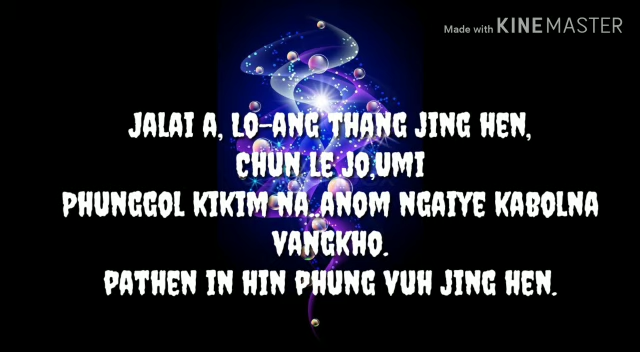 Made with KINEMASTER
JALAI A, LO-ANG THANG JING HEN,
CHUN LE JO,UMI
PHUNGGOL KIKIM NA..ANOM NGAIYE KABOLNA
VANGKHO.
PATHEN IN HIN PHUNG VUH JING HEN.